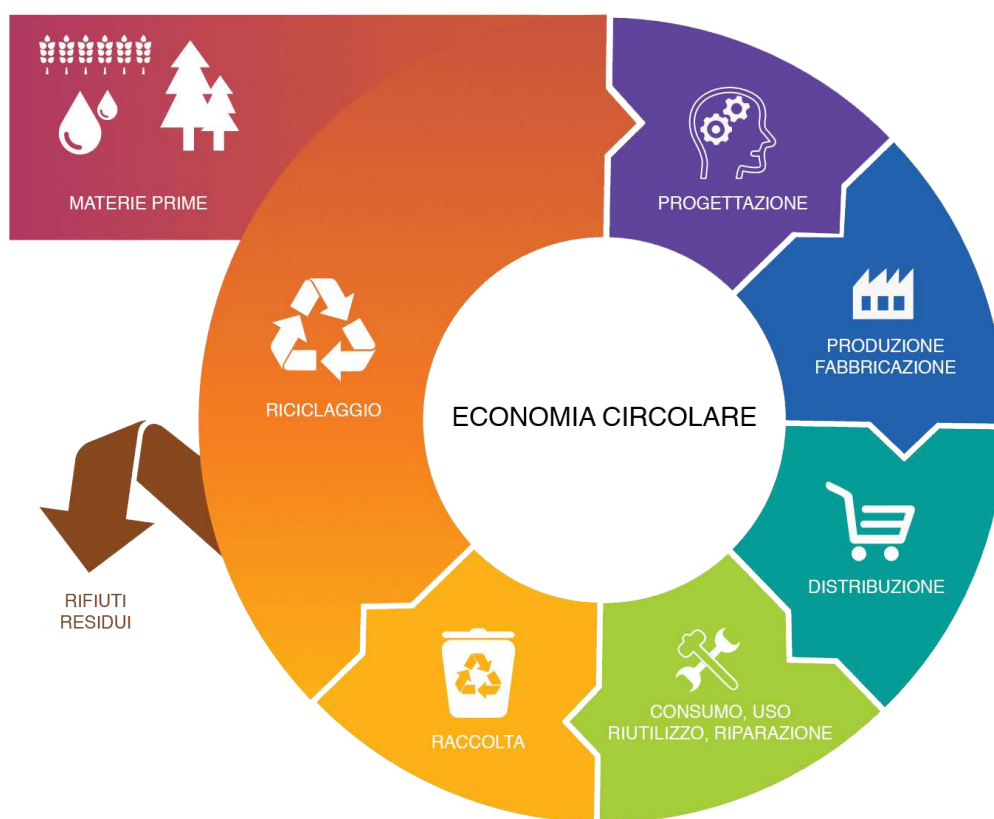 MATERIE PRIME
PROGETTAZIONE
PRODUZIONE
FABBRICAZIONE
RICICLAGGIO
ECONOMIA CIRCOLARE
DISTRIBUZIONE
RIFIUTI
RESIDUI
CONSUMO, USO
RIUTILIZZO, RIPARAZIONE
RACCOLTA